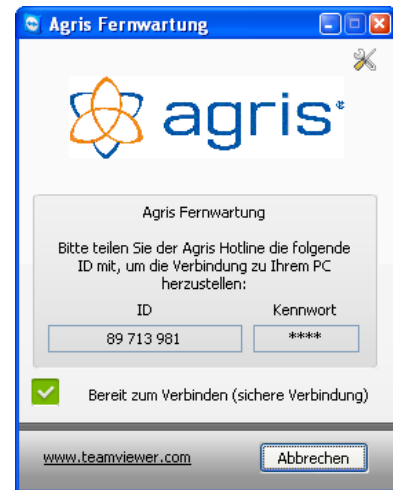 Agris Fernwartung
agris®
Agris Fernwartung
Bitte teilen Sie der Agris Hotline die folgende
ID mit, um die Verbindung zu Ihrem PC
herzustellen:
ID Kennwort
89 713 981 ****
Bereit zum Verbinden (sichere Verbindung)
www.teamviewer.com Abbrechen